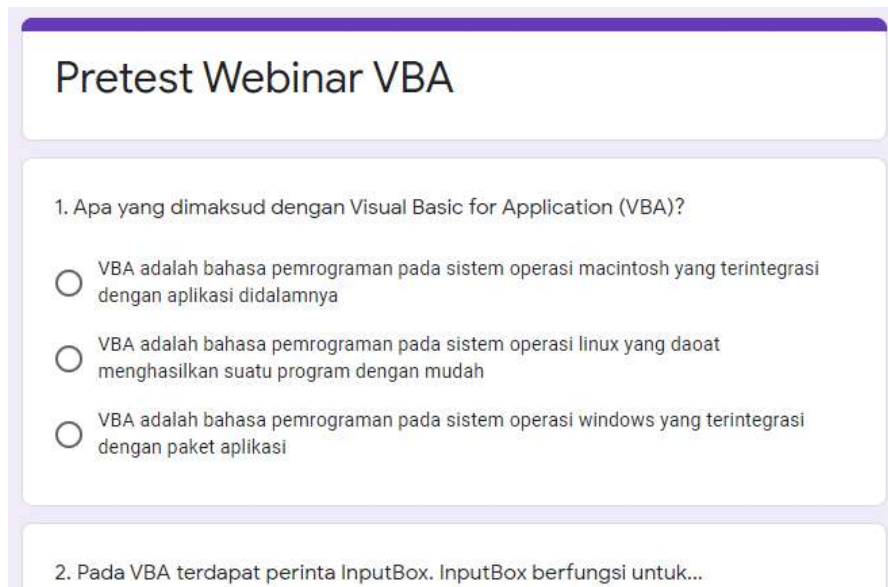 Pretest Webinar VBA
1. Apa yang dimaksud dengan Visual Basic for Application (VBA)?
VBA adalah bahasa pemrograman pada sistem operasi macintosh yang terintegrasi
dengan aplikasi didalamnya
VBA adalah bahasa pemrograman pada sistem operasi linux yang daoat
menghasilkan suatu program dengan mudah
VBA adalah bahasa pemrograman pada sistem operasi windows yang terintegrasi
dengan paket aplikasi
2. Pada VBA terdapat perinta InputBox. InputBox berfungsi untuk...